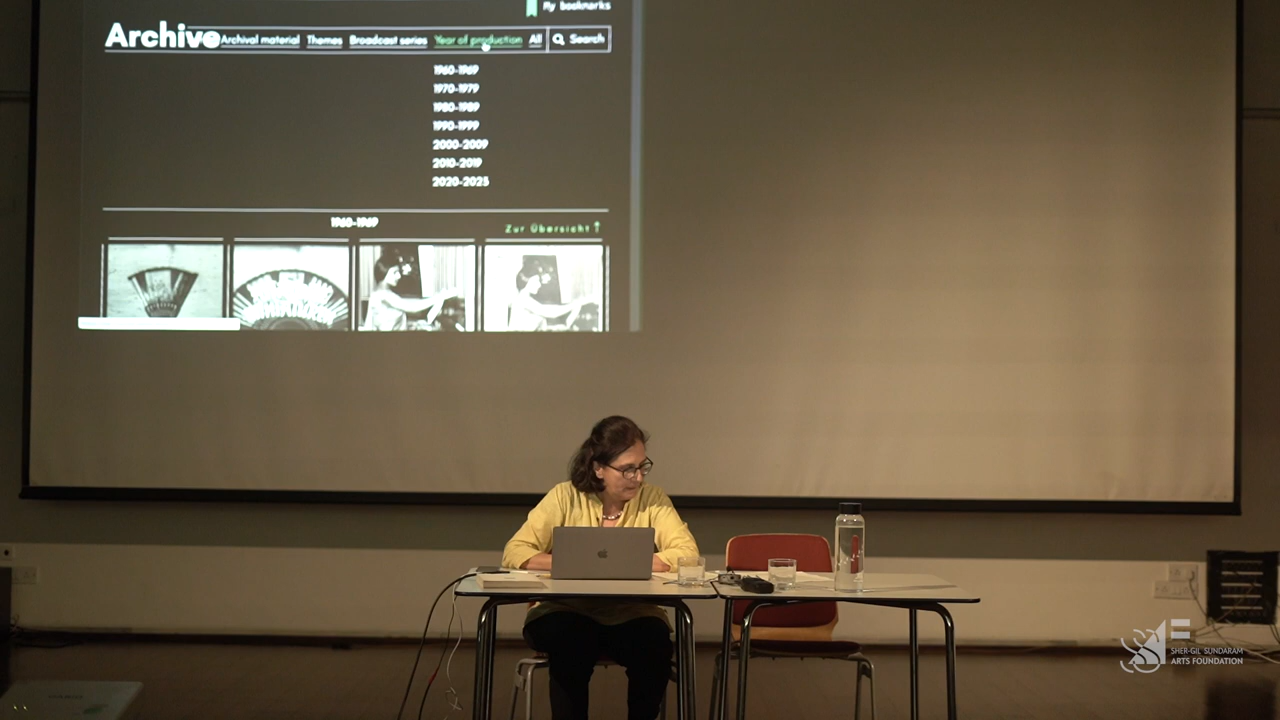 My bookmarks
Archive Archival material Themes Broadcast series Year of production All Search
1960-1969
1970-1979
1980-1989
1990-1999
2000-2009
2010-2019
2020-2025
1960-1969
Zur Übersicht ↑
SHER-GIL SUNDARAM
ARTS FOUNDATION